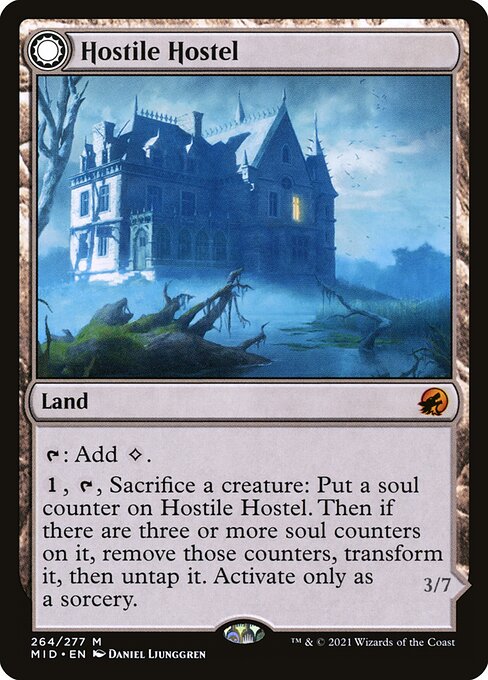 Hostile Hostel
Land
: Add .
1 , , Sacrifice a creature: Put a soul
counter on Hostile Hostel. Then if
there are three or more soul counters
on it, remove those counters, transform
it, then untap it. Activate only as
a sorcery.
3/7
264/277 M
MID • EN Daniel Ljunggren
™ & © 2021 Wizards of the Coast